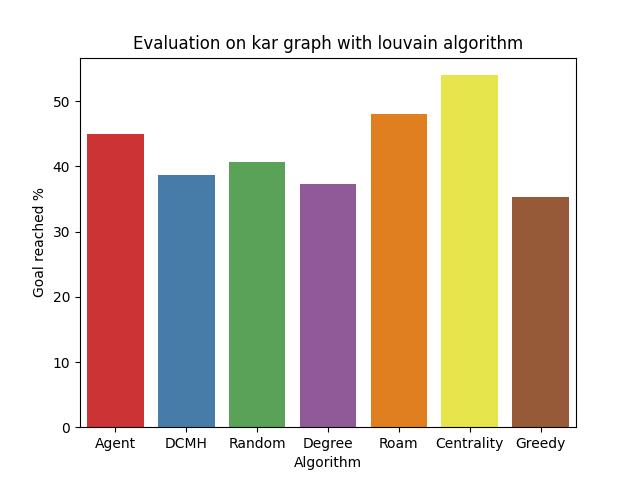 Evaluation on kar graph with louvain algorithm
Goal reached %
50
40
30
20
10
0
Agent DCMH Random Degree Roam Centrality Greedy
Algorithm